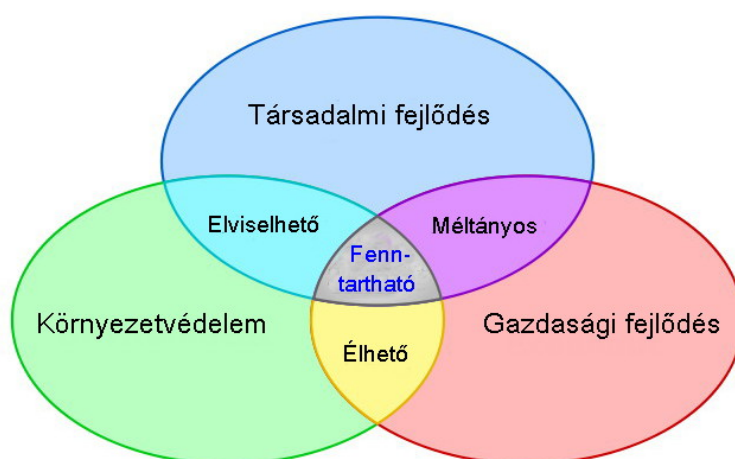 Társadalmi fejlődés
Elviselhető
Méltányos
Fenn-
tartható
Környezetvédelem
Gazdasági fejlődés
Élhető